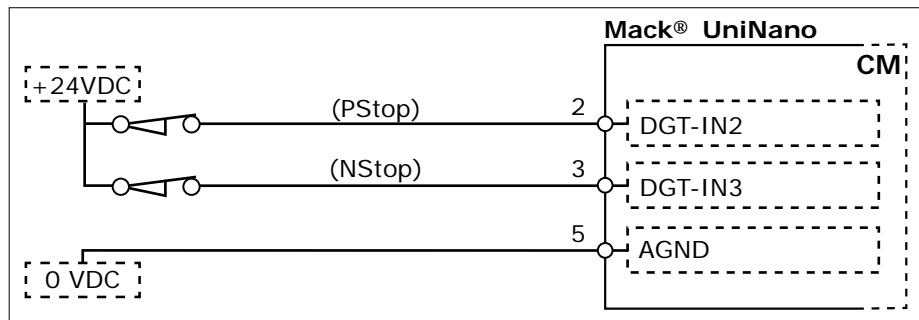 Mack® UniNano
CM
+24VDC
(PStop)
2
DGT-IN2
(NStop)
3
DGT-IN3
5
AGND
0 VDC